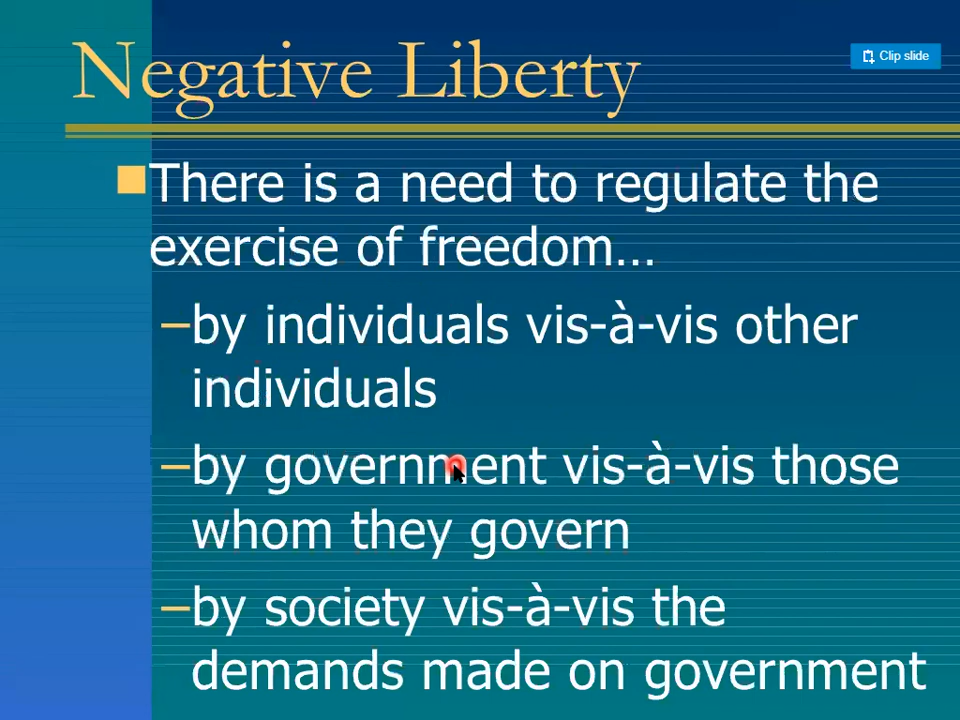 Negative Liberty
Clip slide
There is a need to regulate the
exercise of freedom...
–by individuals vis-à-vis other
individuals
–by government vis-à-vis those
whom they govern
–by society vis-à-vis the
demands made on government